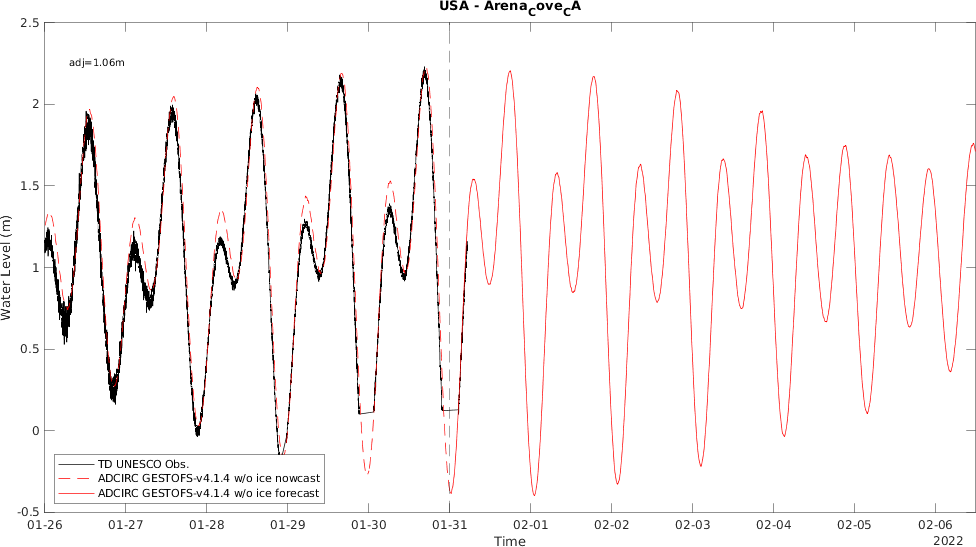 USA - ArenaCoveCA
2.5
adj=1.06m
2
1.5
1
0.5
0
-0.5
Water Level (m)
TD UNESCO Obs.
ADCIRC GESTOFS-v4.1.4 w/o ice nowcast
ADCIRC GESTOFS-v4.1.4 w/o ice forecast
01-26 01-27 01-28 01-29 01-30 01-31 02-01 02-02 02-03 02-04 02-05 02-06
Time
2022